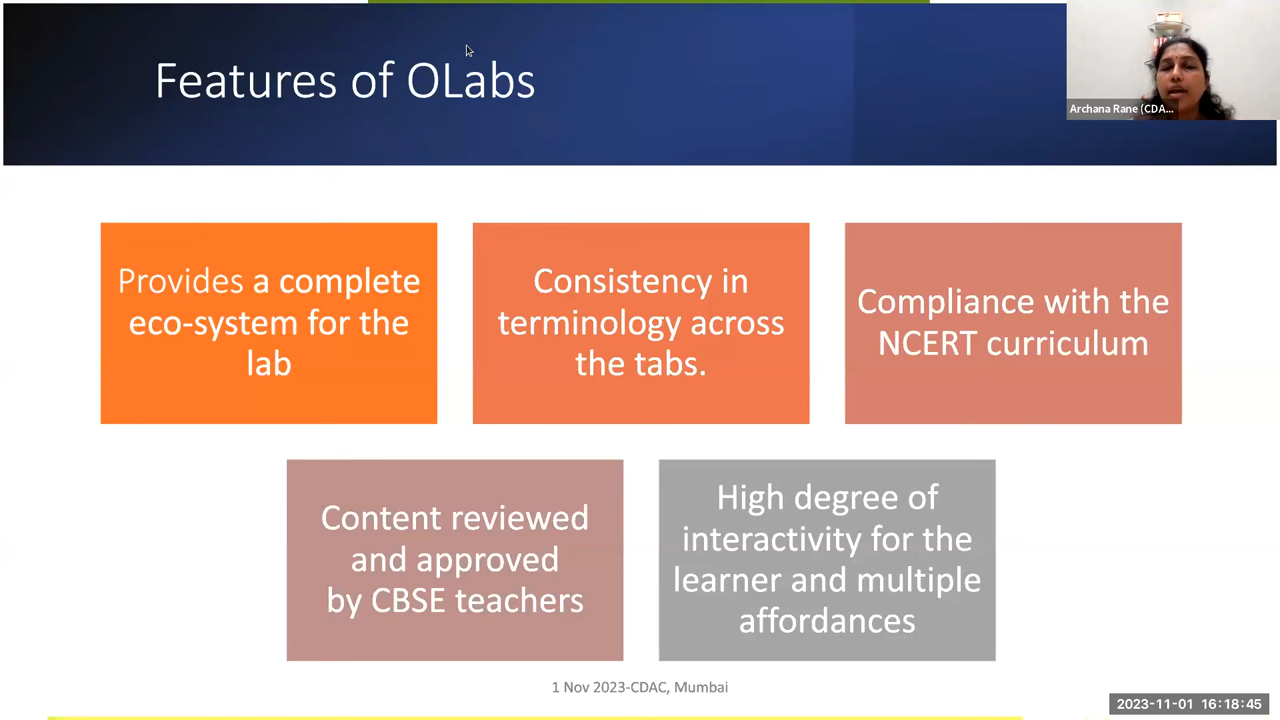 Features of OLabs
Archana Rane (CDA...
Provides a complete
eco-system for the
lab
Consistency in
terminology across
the tabs.
Compliance with the
NCERT curriculum
Content reviewed
and approved
by CBSE teachers
High degree of
interactivity for the
learner and multiple
affordances
1 Nov 2023-CDAC, Mumbai
2023-11-01 16:18:45